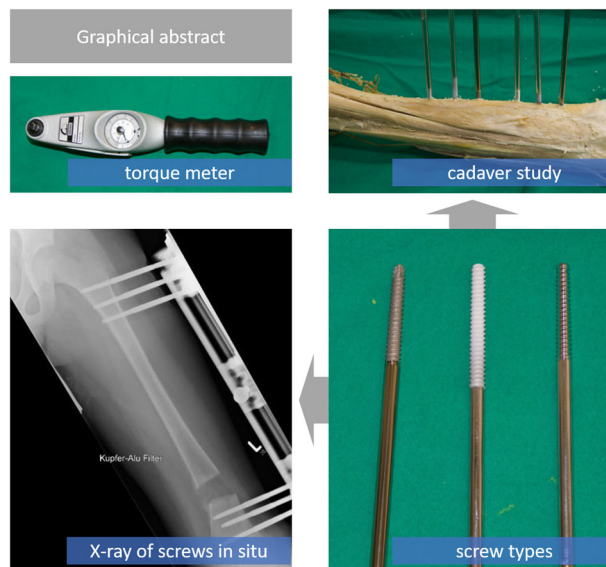 Graphical abstract
torque meter
cadaver study
Kupfer-Alu Filter
L
X-ray of screws in situ
screw types